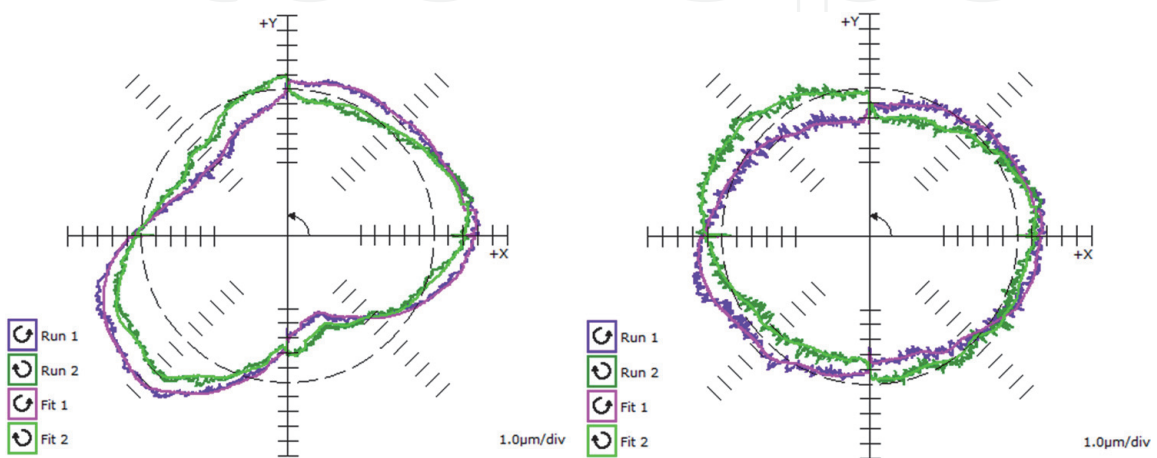 +Y
+X
Run 1
Run 2
Fit 1
Fit 2
1.0µm/div
+Y
+X
Run 1
Run 2
Fit 1
Fit 2
1.0µm/div